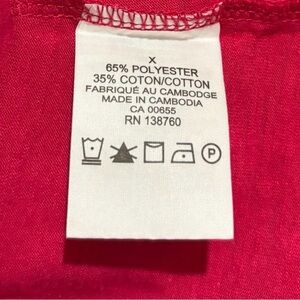 X
65% POLYESTER
35% COTON/COTTON
FABRIQUÉ AU CAMBODGE
MADE IN CAMBODIA
CA 00655
RN 138760
P